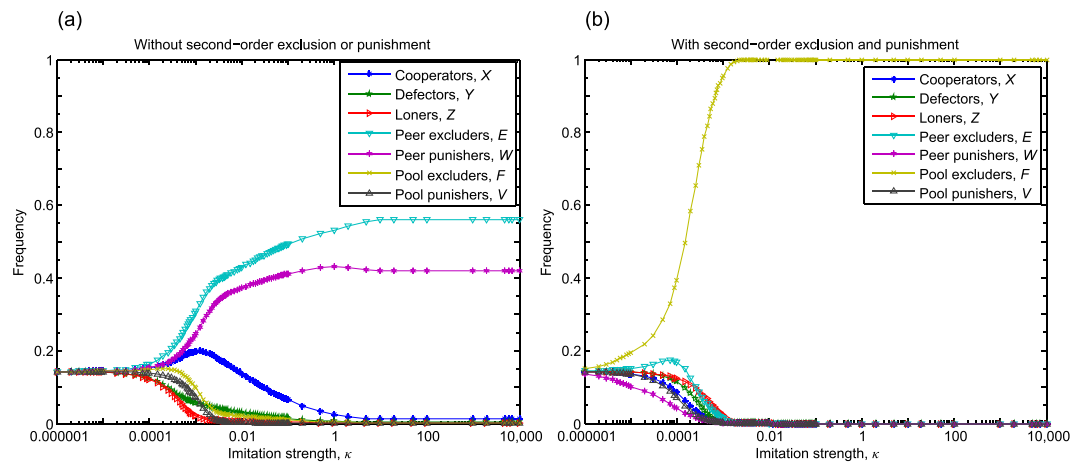 (a)
Without second−order exclusion or punishment
1
0.8
0.6
0.4
0.2
0
Frequency
Cooperators, X
Defectors, Y
Loners, Z
Peer excluders, E
Peer punishers, W
Pool excluders, F
Pool punishers, V
0.000001
0.0001
0.01
1
100
10,000
Imitation strength, κ
(b)
With second−order exclusion and punishment
1
0.8
0.6
0.4
0.2
0
Frequency
Cooperators, X
Defectors, Y
Loners, Z
Peer excluders, E
Peer punishers, W
Pool excluders, F
Pool punishers, V
0.000001
0.0001
0.01
1
100
10,000
Imitation strength, κ